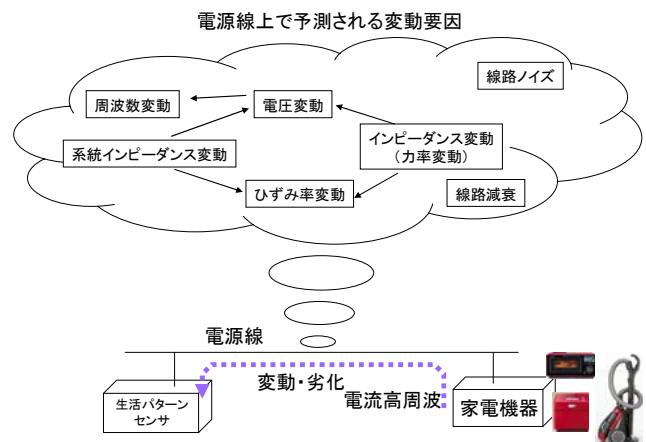 電源線上で予測される変動要因
線路ノイズ
周波数変動
電圧変動
インピーダンス変動
(力率変動)
系統インピーダンス変動
ひずみ率変動
線路減衰
電源線
変動・劣化
電流高周波
生活パターン
センサ
家電機器